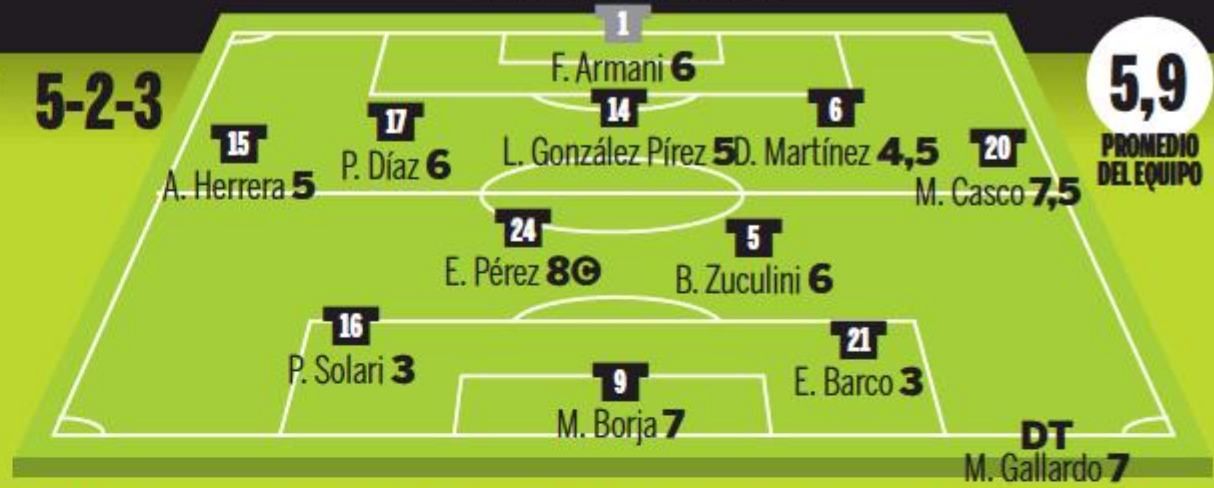 5-2-3
1
F. Armani 6
5,9
PROMEDIO
DEL EQUIPO
15
A. Herrera 5
17
P. Díaz 6
14
L. González Pírez 5
6
D. Martínez 4,5
20
M. Casco 7,5
24
E. Pérez 8©
5
B. Zuculini 6
16
P. Solari 3
9
M. Borja 7
21
E. Barco 3
DT
M. Gallardo 7